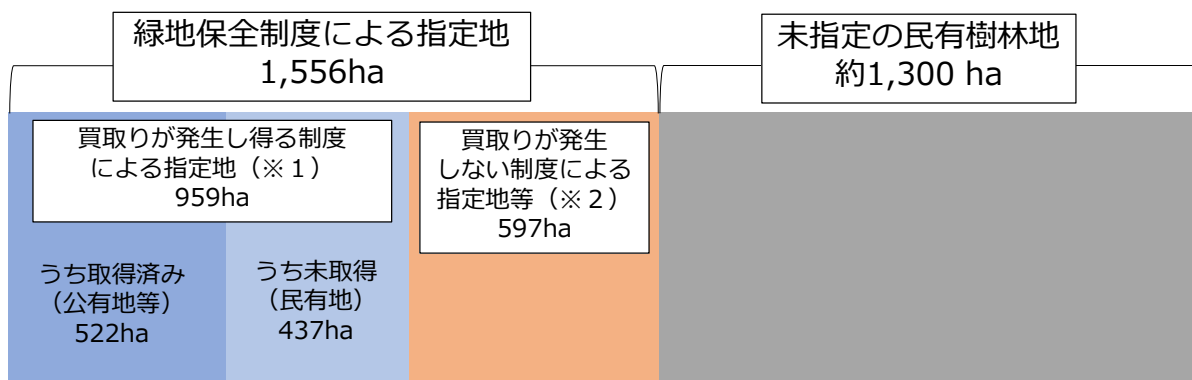 緑地保全制度による指定地
1,556ha
未指定の民有樹林地
約1,300 ha
買取りが発生し得る制度
による指定地（※１）
959ha
買取りが発生
しない制度による
指定地等（※２）
597ha
うち取得済み
（公有地等）
522ha
うち未取得
（民有地）
437ha